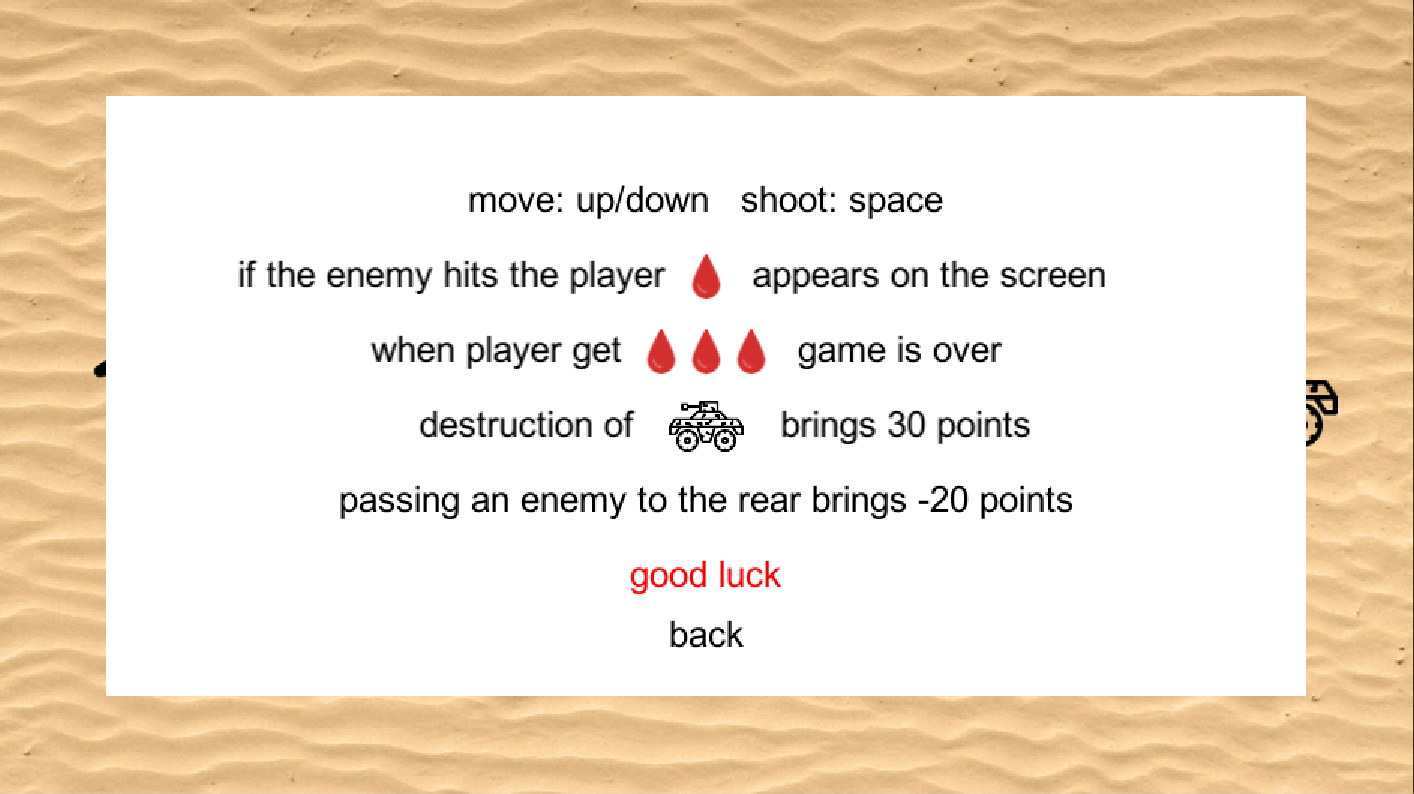 move: up/down shoot: space
if the enemy hits the player appears on the screen
when player get game is over
destruction of brings 30 points
passing an enemy to the rear brings -20 points
good luck
back